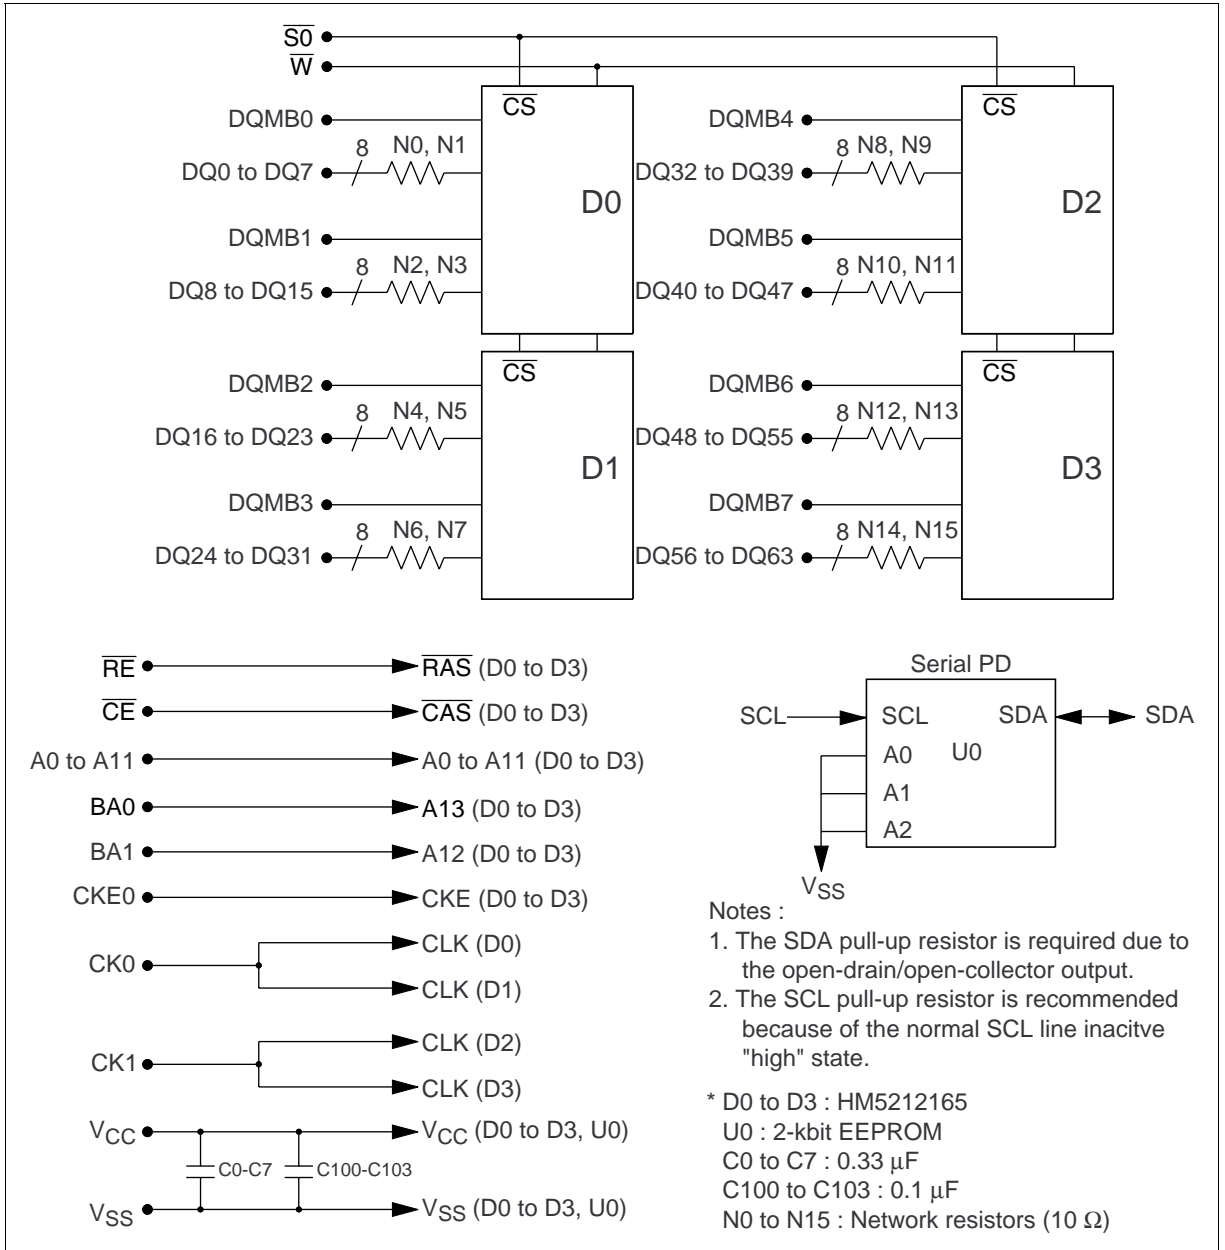 S0
W
CS
CS
DQMB0
DQMB4
8 N0, N1
8 N8, N9
DQ0 to DQ7
DQ32 to DQ39
D0
D2
DQMB1
DQMB5
8 N2, N3
8 N10, N11
DQ8 to DQ15
DQ40 to DQ47
CS
CS
DQMB2
DQMB6
8 N4, N5
8 N12, N13
DQ16 to DQ23
DQ48 to DQ55
D1
D3
DQMB3
DQMB7
8 N6, N7
8 N14, N15
DQ24 to DQ31
DQ56 to DQ63
RE
RAS (D0 to D3)
CE
CAS (D0 to D3)
A0 to A11
A0 to A11 (D0 to D3)
BA0
A13 (D0 to D3)
BA1
A12 (D0 to D3)
CKE0
CKE (D0 to D3)
CK0
CLK (D0)
CLK (D1)
CK1
CLK (D2)
CLK (D3)
VCC
VCC (D0 to D3, U0)
C0-C7
C100-C103
VSS
VSS (D0 to D3, U0)
Serial PD
SCL
SCL
SDA
SDA
A0
U0
A1
A2
VSS
Notes :
1. The SDA pull-up resistor is required due to
the open-drain/open-collector output.
2. The SCL pull-up resistor is recommended
because of the normal SCL line inacitve
"high" state.
* D0 to D3 : HM5212165
U0 : 2-kbit EEPROM
C0 to C7 : 0.33 μF
C100 to C103 : 0.1 μF
N0 to N15 : Network resistors (10 Ω)